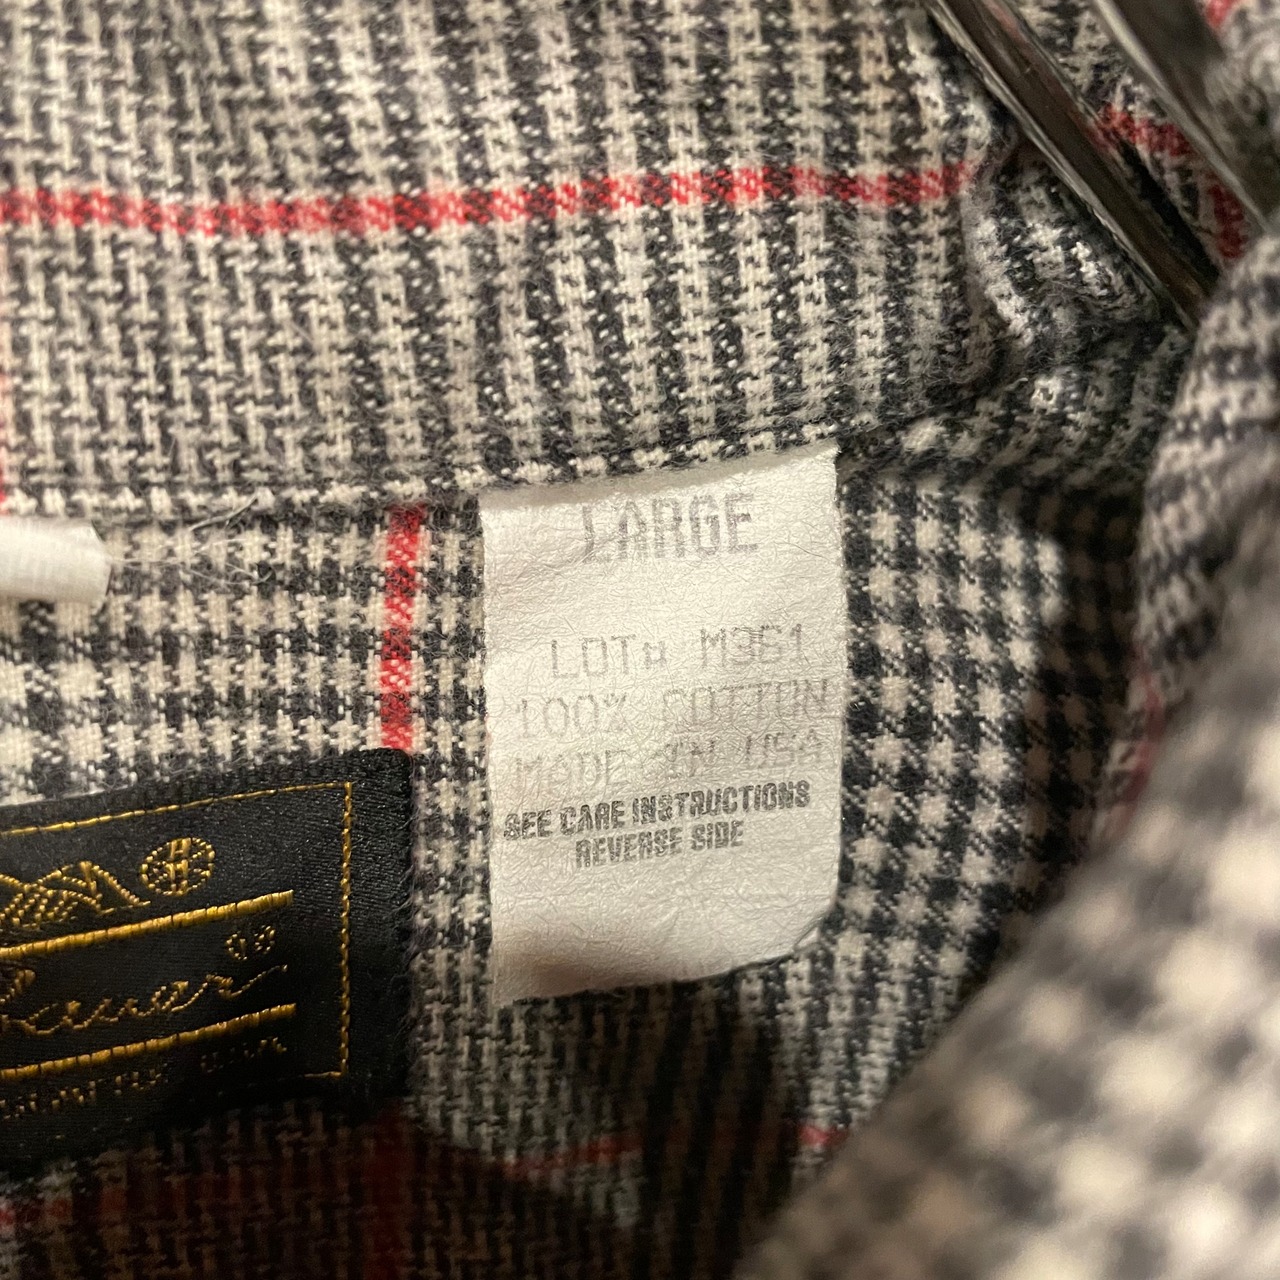 LARGE
LOT# M361
100% COTTON
MADE IN USA
SEE CARE INSTRUCTIONS
REVERSE SIDE